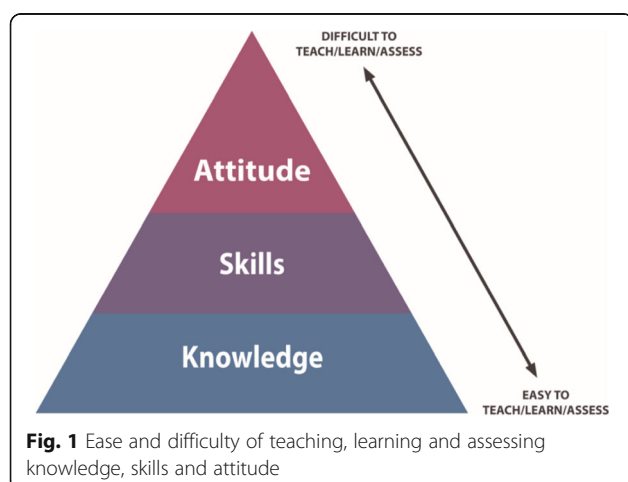 DIFFICULT TO
TEACH/LEARN/ASSESS
Attitude
Skills
Knowledge
EASY TO
TEACH/LEARN/ASSESS
Fig. 1 Ease and difficulty of teaching, learning and assessing
knowledge, skills and attitude